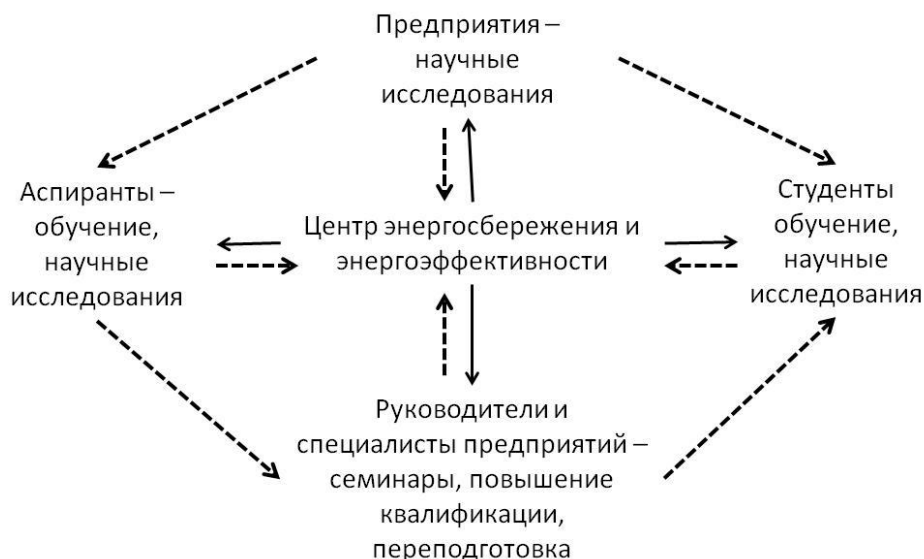 Предприятия –
научные
исследования
Аспиранты –
обучение,
научные
исследования
Центр энергосбережения и
энергоэффективности
Студенты
обучение,
научные
исследования
Руководители и
специалисты предприятий –
семинары, повышение
квалификации,
переподготовка